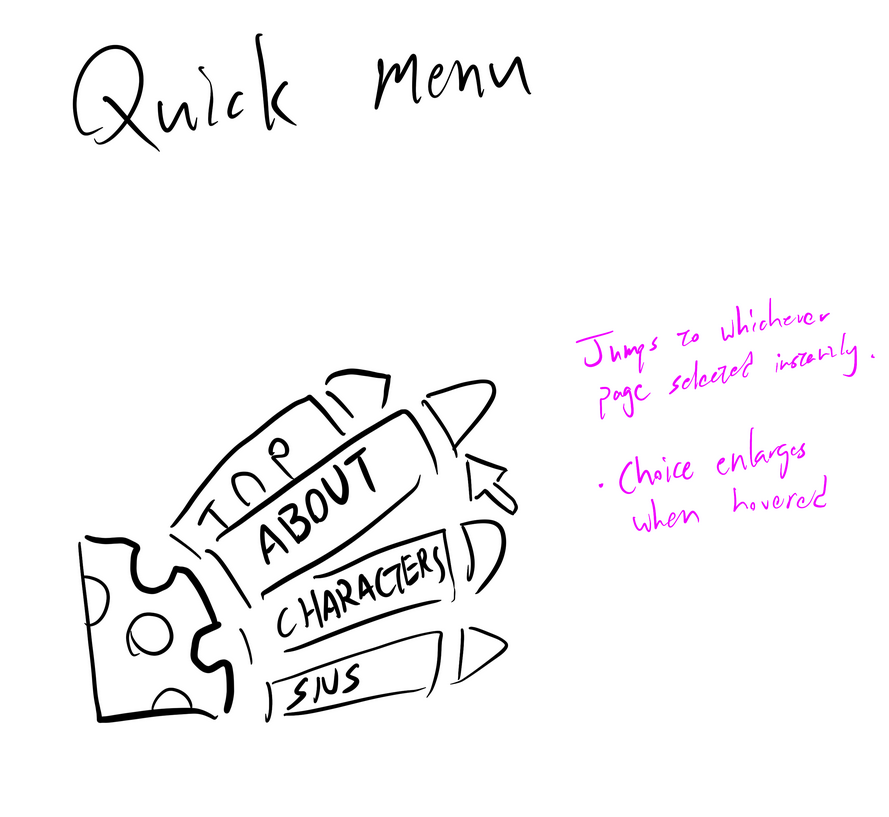 Quick menu
Jumps to whichever
page selected instantly.
TOP
ABOUT
• Choice enlarges
when hovered
CHARACTERS
SNS